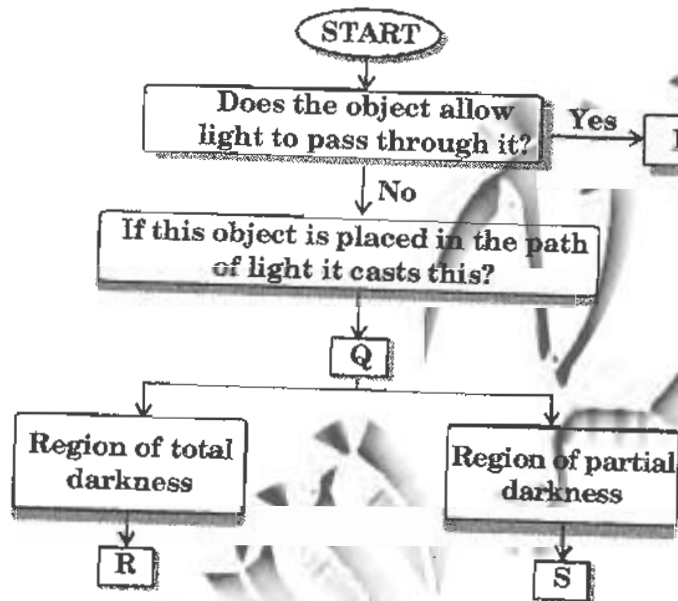 START
Does the object allow
light to pass through it?
Yes
No
If this object is placed in the path
of light it casts this?
Q
Region of total
darkness
Region of partial
darkness
R
S